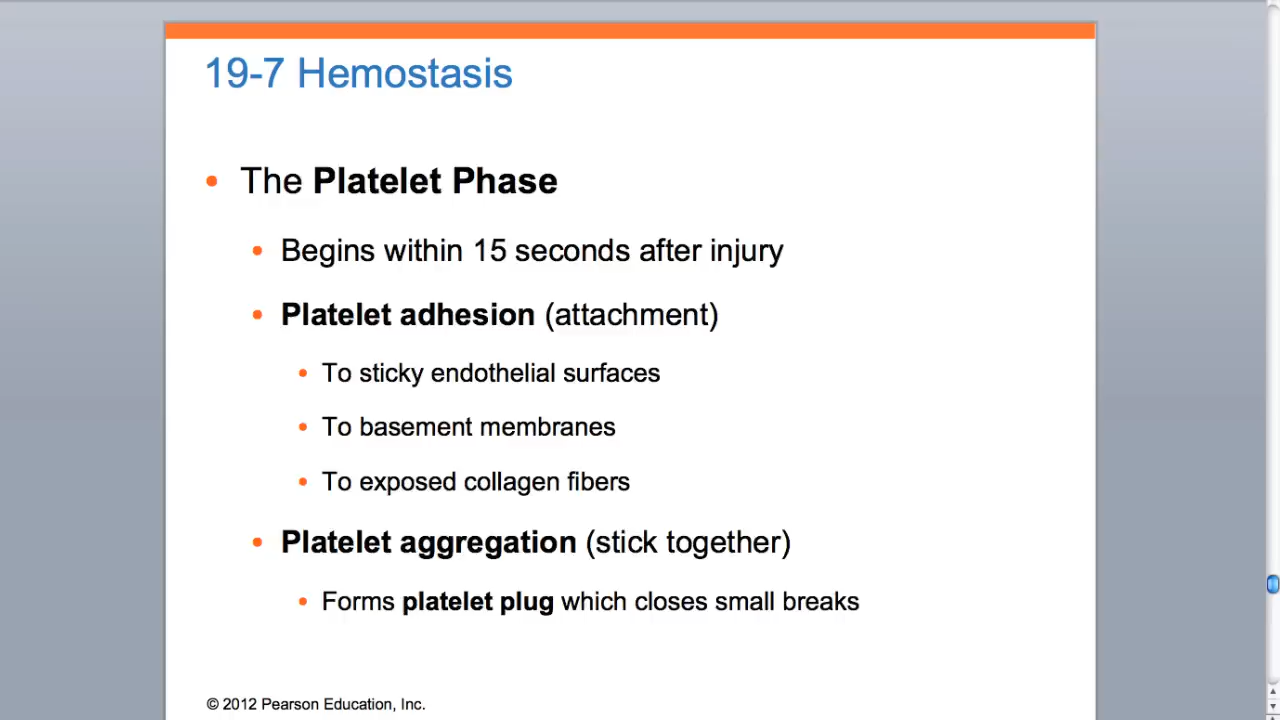 19-7 Hemostasis
• The Platelet Phase
• Begins within 15 seconds after injury
• Platelet adhesion (attachment)
• To sticky endothelial surfaces
• To basement membranes
• To exposed collagen fibers
• Platelet aggregation (stick together)
• Forms platelet plug which closes small breaks
© 2012 Pearson Education, Inc.